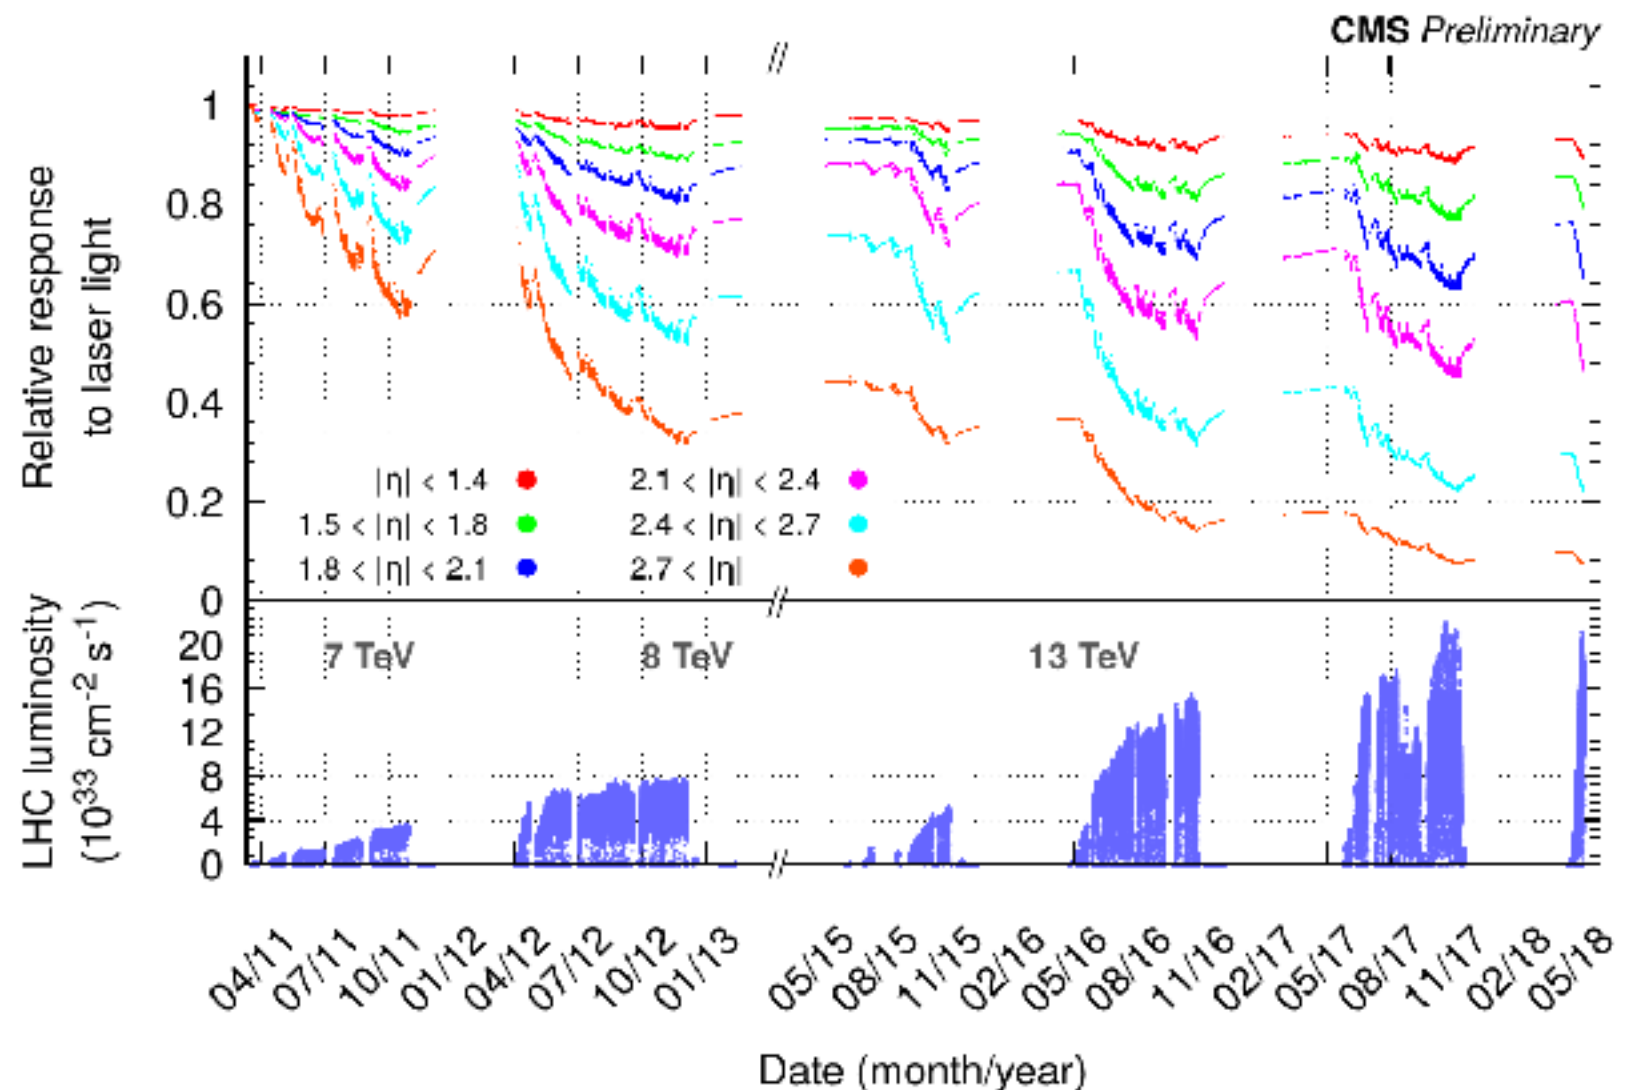 CMS Preliminary
Relative response
to laser light
1
0.8
0.6
0.4
0.2
0
|η| < 1.4
1.5 < |η| < 1.8
1.8 < |η| < 2.1
2.1 < |η| < 2.4
2.4 < |η| < 2.7
2.7 < |η|
LHC luminosity
(10³³ cm⁻² s⁻¹)
20
16
12
8
4
0
7 TeV
8 TeV
13 TeV
//
//
//
04/11
07/11
10/11
01/12
04/12
07/12
10/12
01/13
05/15
08/15
11/15
02/16
05/16
08/16
11/16
02/17
05/17
08/17
11/17
02/18
05/18
Date (month/year)